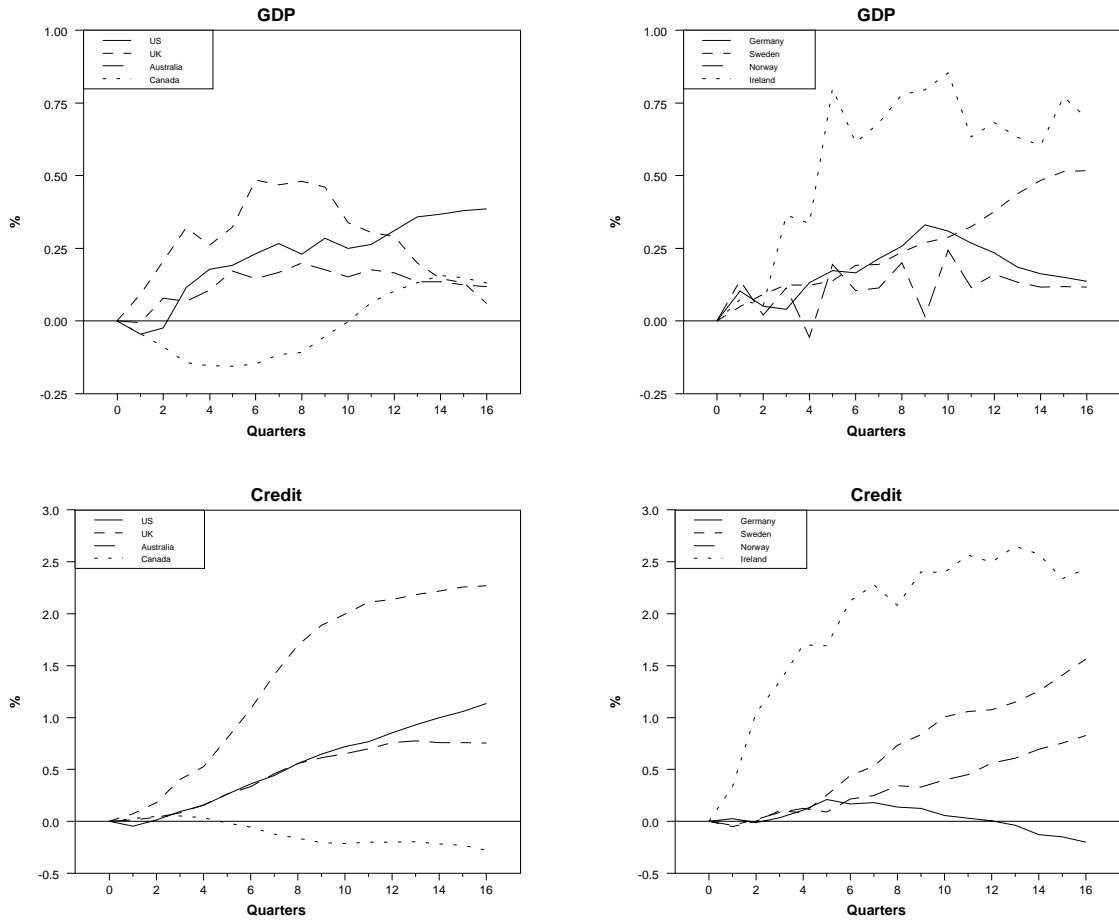 GDP
1.00
0.75
0.50
0.25
0.00
-0.25
%
US
UK
Australia
Canada
0 2 4 6 8 10 12 14 16
Quarters
GDP
1.00
0.75
0.50
0.25
0.00
-0.25
%
Germany
Sweden
Norway
Ireland
0 2 4 6 8 10 12 14 16
Quarters
Credit
3.0
2.5
2.0
1.5
1.0
0.5
0.0
-0.5
%
US
UK
Australia
Canada
0 2 4 6 8 10 12 14 16
Quarters
Credit
3.0
2.5
2.0
1.5
1.0
0.5
0.0
-0.5
%
Germany
Sweden
Norway
Ireland
0 2 4 6 8 10 12 14 16
Quarters